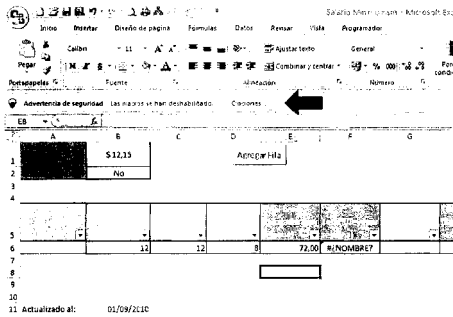 Salario Minimo.xlsm - Microsoft Exc
Inicio Insertar Diseño de página Fórmulas Datos Revisar Vista Programador
Calibri 11 A A Ajustar texto General
Pegar N K S A Combinar y centrar % 000
Portapapeles Fuente Alineación Número
Advertencia de seguridad Las macros se han deshabilitado. Opciones...
E8 fx
A B C D E F G
1 $ 12,15 Agregar Fila
2 No
3
4
5
6 12 12 8 72,00 #¿NOMBRE?
7
8
9
10
11 Actualizado al: 01/09/2010